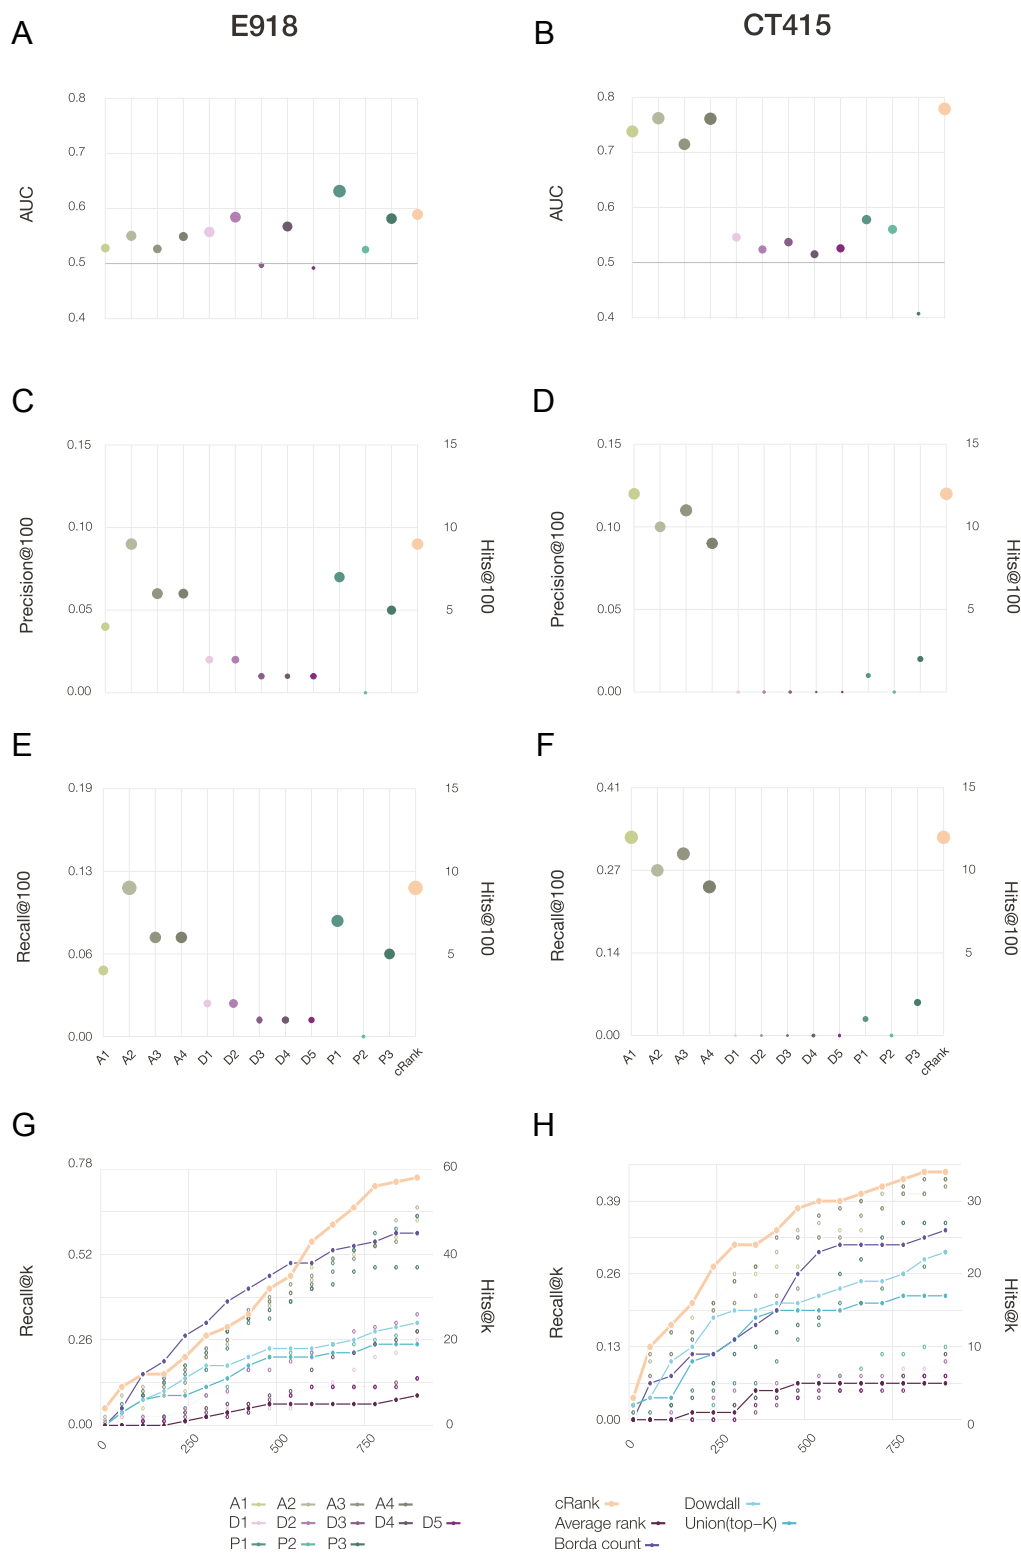 A
E918
B
CT415
0.8
0.7
0.6
0.5
0.4
AUC
0.8
0.7
0.6
0.5
0.4
AUC
C
D
0.15
0.10
0.05
0.00
Precision@100
15
10
5
Hits@100
0.15
0.10
0.05
0.00
Precision@100
15
10
5
Hits@100
E
F
0.19
0.13
0.06
0.00
Recall@100
15
10
5
Hits@100
A1 A2 A3 A4 D1 D2 D3 D4 D5 P1 P2 P3 cRank
0.41
0.27
0.14
0.00
Recall@100
15
10
5
Hits@100
A1 A2 A3 A4 D1 D2 D3 D4 D5 P1 P2 P3 cRank
G
H
0.78
0.52
0.26
0.00
Recall@k
60
40
20
0
Hits@k
0 250 500 750
0.39
0.26
0.13
0.00
Recall@k
30
20
10
0
Hits@k
0 250 500 750
A1 A2 A3 A4
D1 D2 D3 D4 D5
P1 P2 P3
cRank Dowdall
Average rank Union(top-K)
Borda count